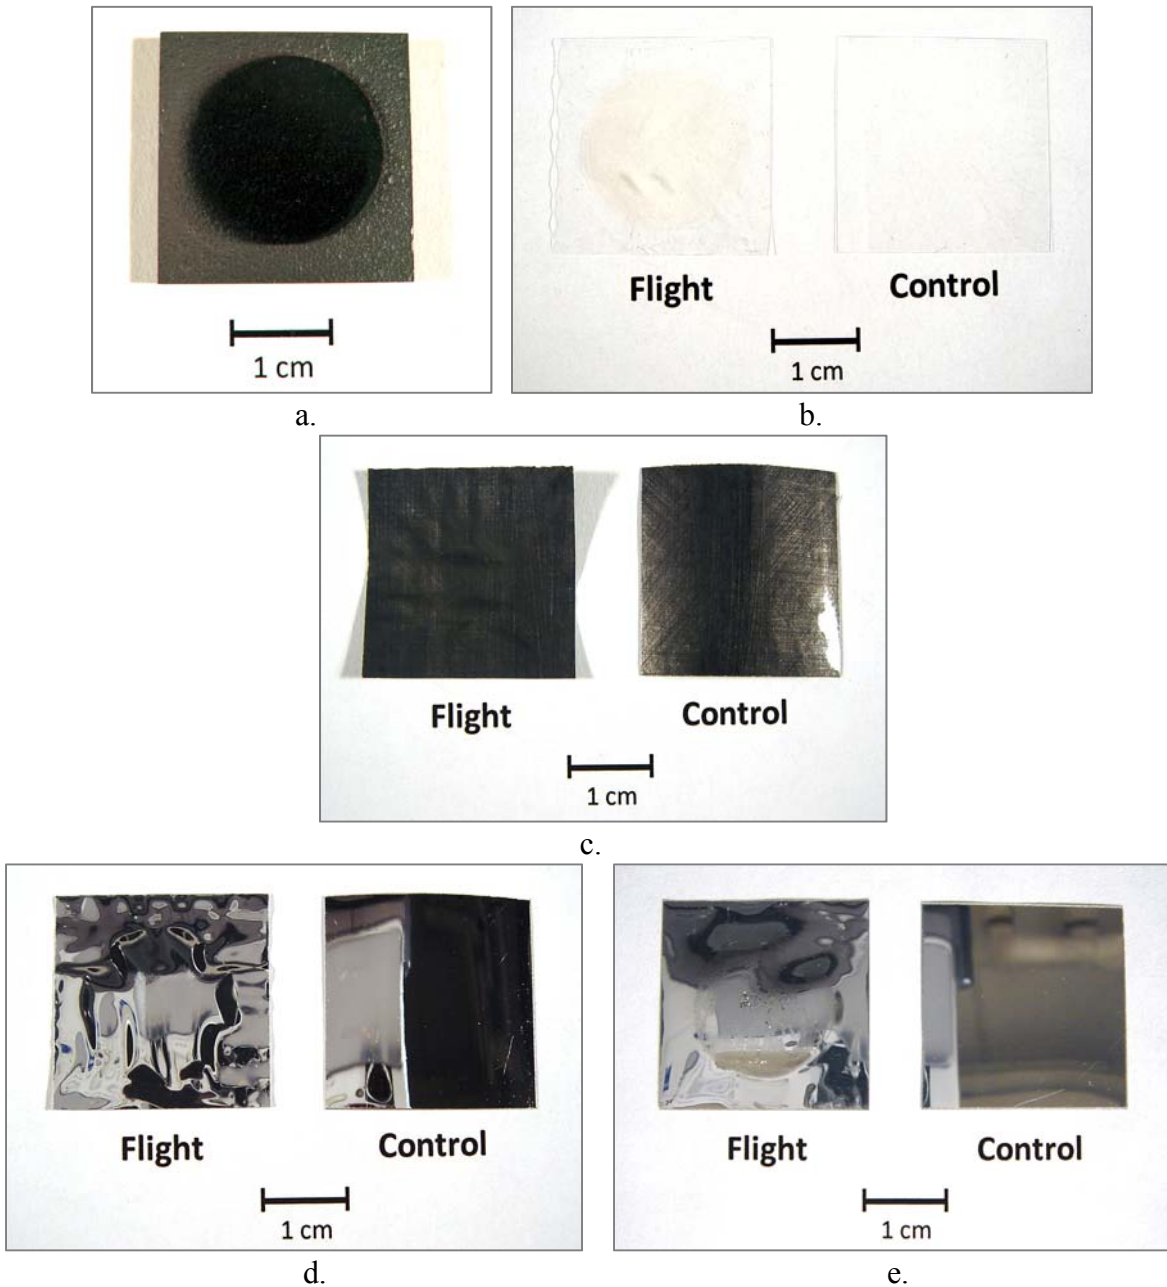 1 cm
Flight
Control
1 cm
a.
b.
Flight
Control
1 cm
c.
Flight
Control
1 cm
Flight
Control
1 cm
d.
e.